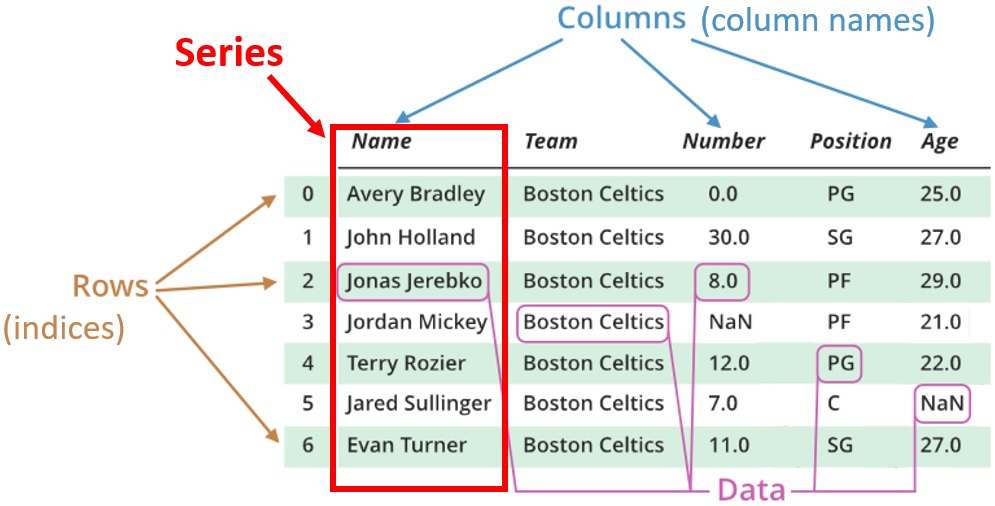 Columns (column names)
Series
Name Team Number Position Age
0 Avery Bradley Boston Celtics 0.0 PG 25.0
1 John Holland Boston Celtics 30.0 SG 27.0
Rows
(indices)
2 Jonas Jerebko Boston Celtics 8.0 PF 29.0
3 Jordan Mickey Boston Celtics NaN PF 21.0
4 Terry Rozier Boston Celtics 12.0 PG 22.0
5 Jared Sullinger Boston Celtics 7.0 C NaN
6 Evan Turner Boston Celtics 11.0 SG 27.0
Data